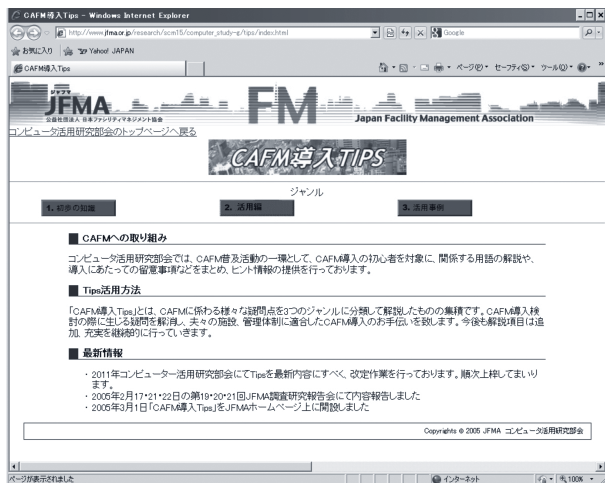 CAFM導入Tips - Windows Internet Explorer
http://www.jfma.or.jp/research/scm15/computer_study-g/tips/index.html
Google
お気に入り
Yahoo! JAPAN
CAFM導入Tips
ページ(P) セーフティ(S) ツール(O)
ジャフマ
JFMA
公益社団法人 日本ファシリティマネジメント協会
FM
Japan Facility Management Association
コンピュータ活用研究部会のトップページへ戻る
CAFM導入TIPS
ジャンル
1. 初歩の知識 2. 活用編 3. 活用事例
CAFMへの取り組み
コンピュータ活用研究部会では、CAFM普及活動の一環として、CAFM導入の初心者を対象に、関係する用語の解説や、
導入にあたっての留意事項などをまとめ、ヒント情報の提供を行っております。
Tips活用方法
「CAFM導入Tips」とは、CAFMに係わる様々な疑問点を3つのジャンルに分類して解説したものの集積です。CAFM導入検
討の際に生じる疑問を解消し、夫々の施設、管理体制に適合したCAFM導入のお手伝いを致します。今後も解説項目は追
加、充実を継続的に行っていきます。
最新情報
・2011年コンピューター活用研究部会にてTipsを最新内容にすべく、改定作業を行っております。順次上梓してまいり
ます。
・2005年2月17・21・22日の第19・20・21回JFMA調査研究報告会にて内容報告しました
・2005年3月1日「CAFM導入Tips」をJFMAホームページ上に開設しました
Copyrights © 2005 JFMA コンピュータ活用研究部会
ページが表示されました
インターネット
100%